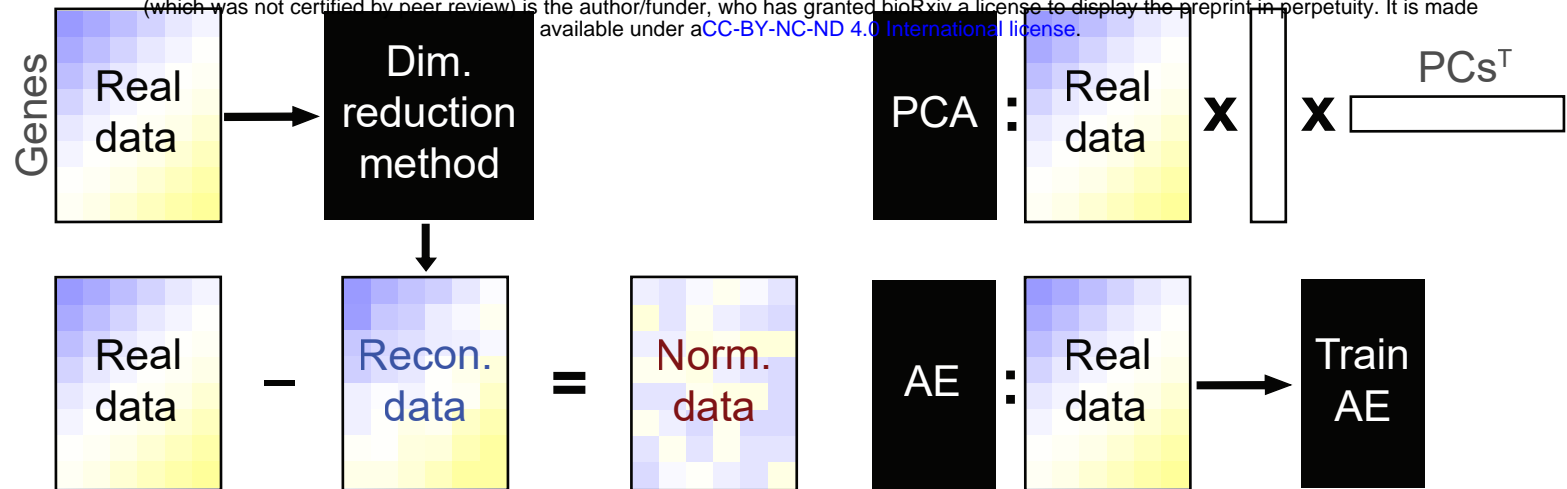 (which was not certified by peer review) is the author/funder, who has granted bioRxiv a license to display the preprint in perpetuity. It is made
available under aCC-BY-NC-ND 4.0 International license.
Genes
Real
data
Dim.
reduction
method
PCA
:
Real
data
x
x
PCsᵀ
Real
data
–
Recon.
data
=
Norm.
data
AE
:
Real
data
Train
AE